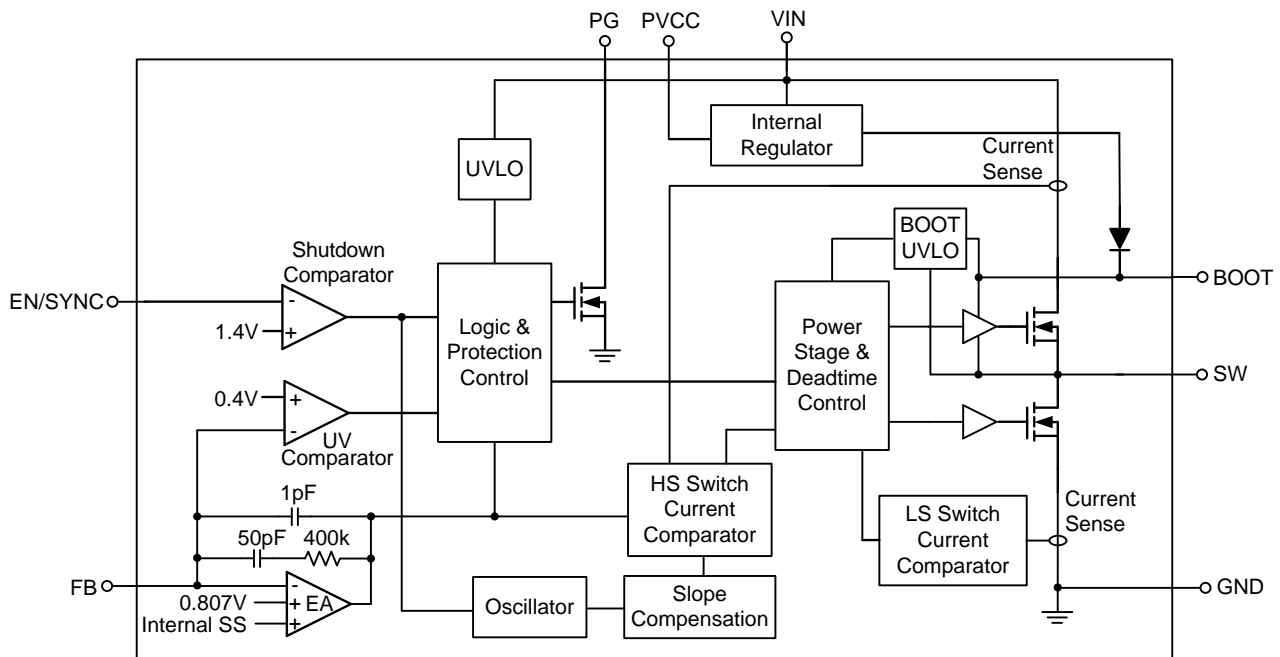 PG
PVCC
VIN
Internal
Regulator
Current
Sense
UVLO
BOOT
UVLO
Shutdown
Comparator
BOOT
EN/SYNC
-
1.4V
+
Logic &
Protection
Control
Power
Stage &
Deadtime
Control
SW
0.4V
+
-
UV
Comparator
1pF
HS Switch
Current
Comparator
Current
Sense
LS Switch
Current
Comparator
50pF
400k
FB
-
0.807V
+
EA
Internal SS
+
Oscillator
Slope
Compensation
GND